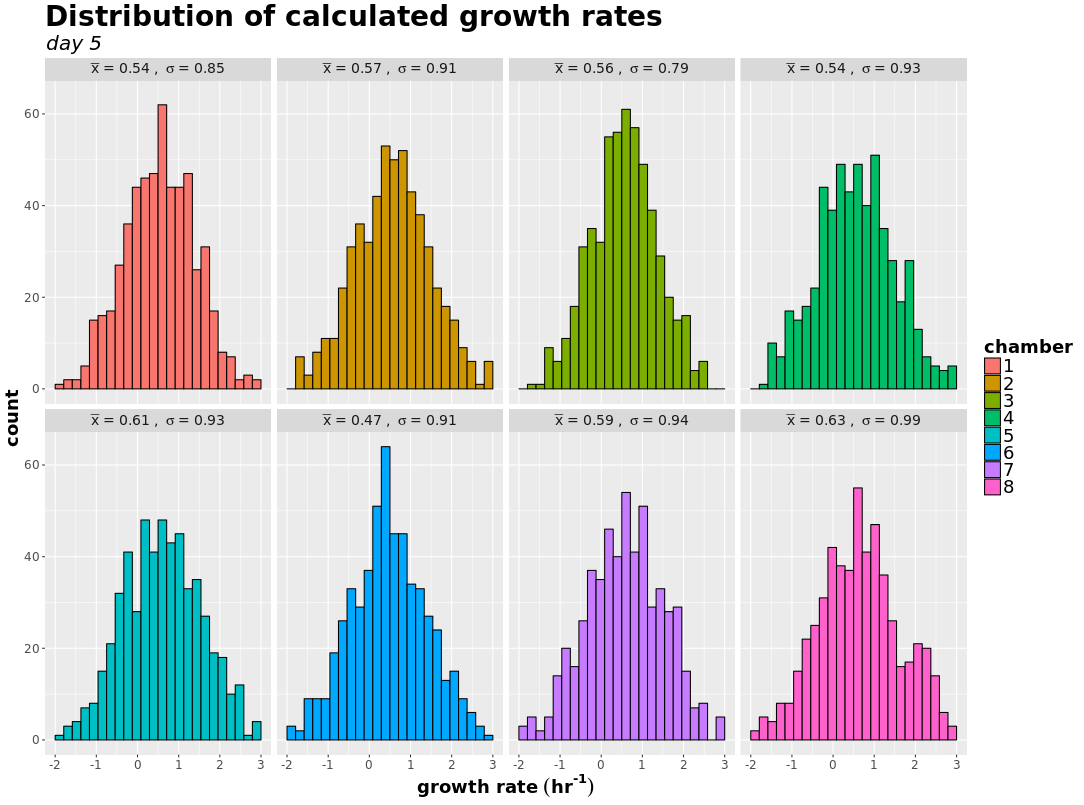 Distribution of calculated growth rates
day 5
x̅ = 0.54 , σ = 0.85
x̅ = 0.57 , σ = 0.91
x̅ = 0.56 , σ = 0.79
x̅ = 0.54 , σ = 0.93
60
40
20
0
x̅ = 0.61 , σ = 0.93
x̅ = 0.47 , σ = 0.91
x̅ = 0.59 , σ = 0.94
x̅ = 0.63 , σ = 0.99
60
40
20
0
-2 -1 0 1 2 3
-2 -1 0 1 2 3
-2 -1 0 1 2 3
-2 -1 0 1 2 3
growth rate (hr⁻¹)
count
chamber
1
2
3
4
5
6
7
8